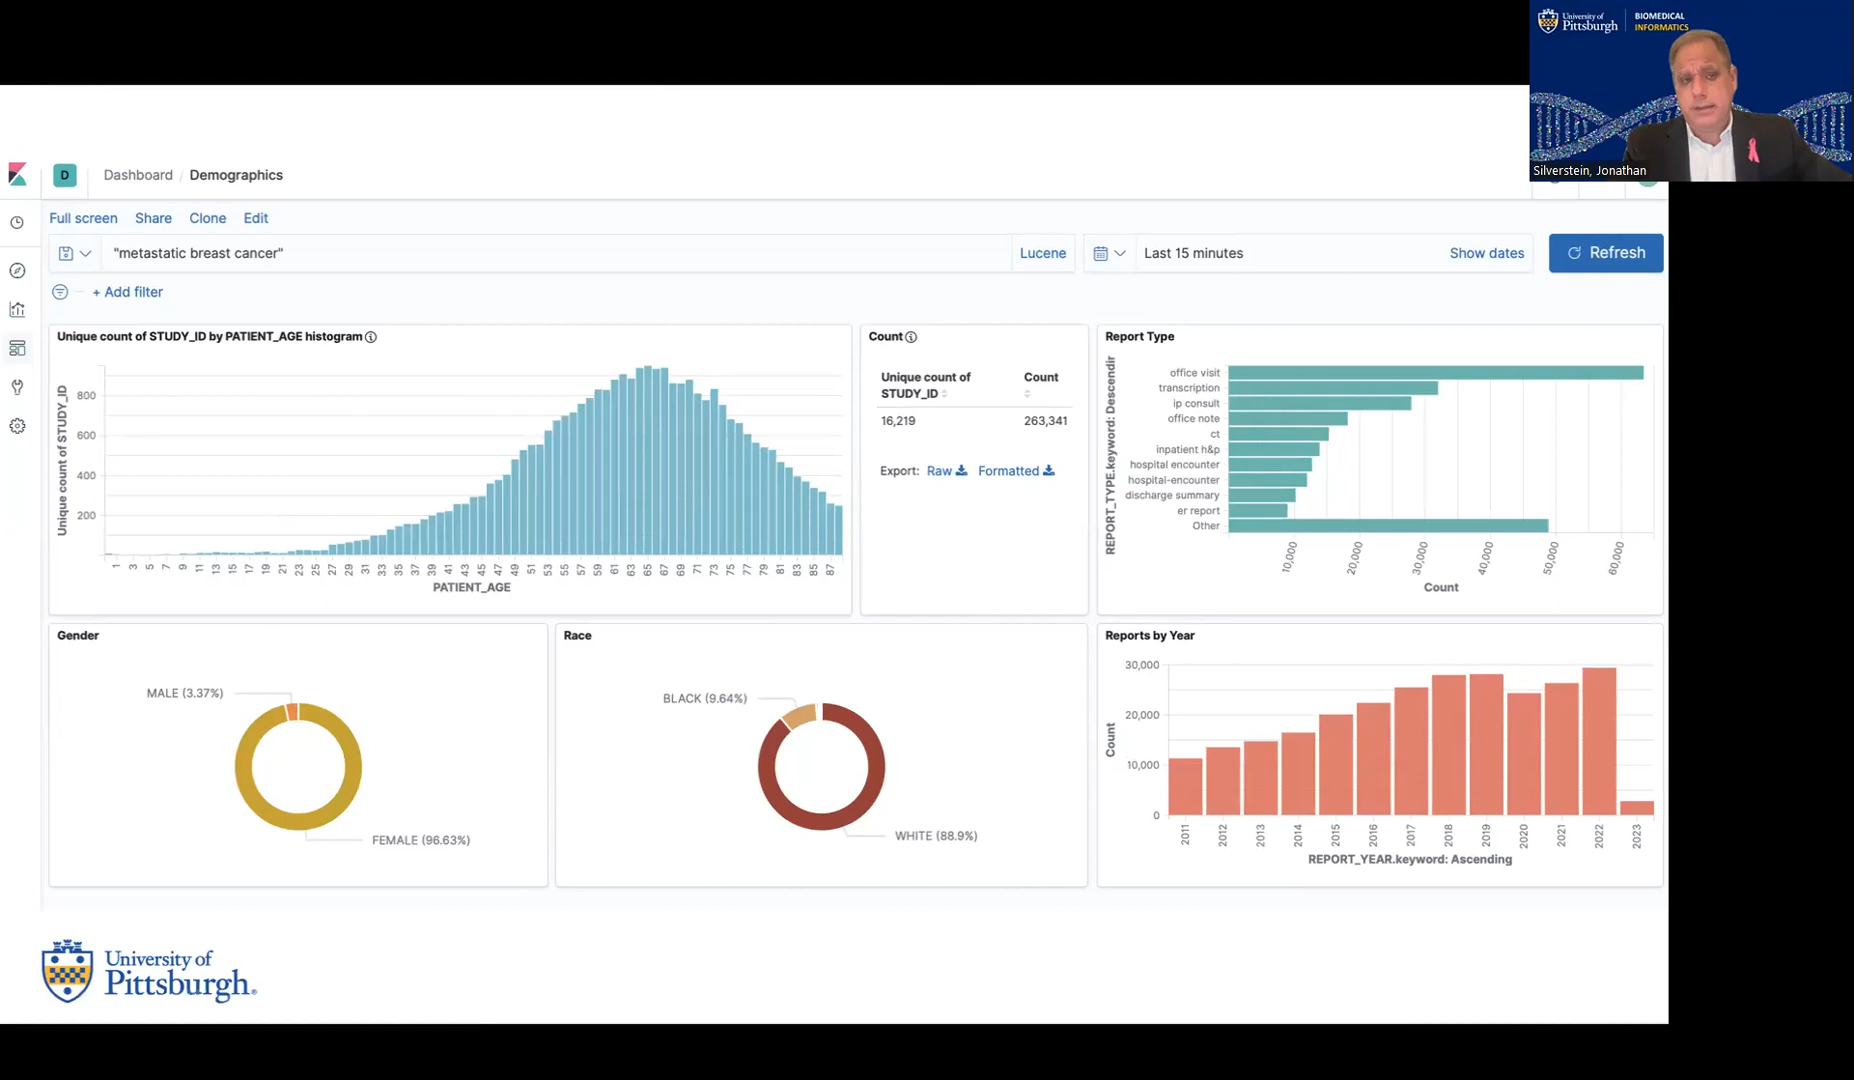 University of
Pittsburgh
BIOMEDICAL
INFORMATICS
Silverstein, Jonathan
D
Dashboard / Demographics
Full screen Share Clone Edit
"metastatic breast cancer"
Lucene
Last 15 minutes
Show dates
Refresh
+ Add filter
Unique count of STUDY_ID by PATIENT_AGE histogram
Unique count of STUDY_ID
800
600
400
200
1 3 5 7 9 11 13 15 17 19 21 23 25 27 29 31 33 35 37 39 41 43 45 47 49 51 53 55 57 59 61 63 65 67 69 71 73 75 77 79 81 83 85 87
PATIENT_AGE
Count
Unique count of
STUDY_ID
Count
16,219 263,341
Export: Raw Formatted
Report Type
REPORT_TYPE.keyword: Descendir
office visit
transcription
ip consult
office note
ct
inpatient h&p
hospital encounter
hospital-encounter
discharge summary
er report
Other
10,000 20,000 30,000 40,000 50,000 60,000
Count
Gender
MALE (3.37%)
FEMALE (96.63%)
Race
BLACK (9.64%)
WHITE (88.9%)
Reports by Year
Count
30,000
20,000
10,000
0
2011 2012 2013 2014 2015 2016 2017 2018 2019 2020 2021 2022 2023
REPORT_YEAR.keyword: Ascending
University of
Pittsburgh®